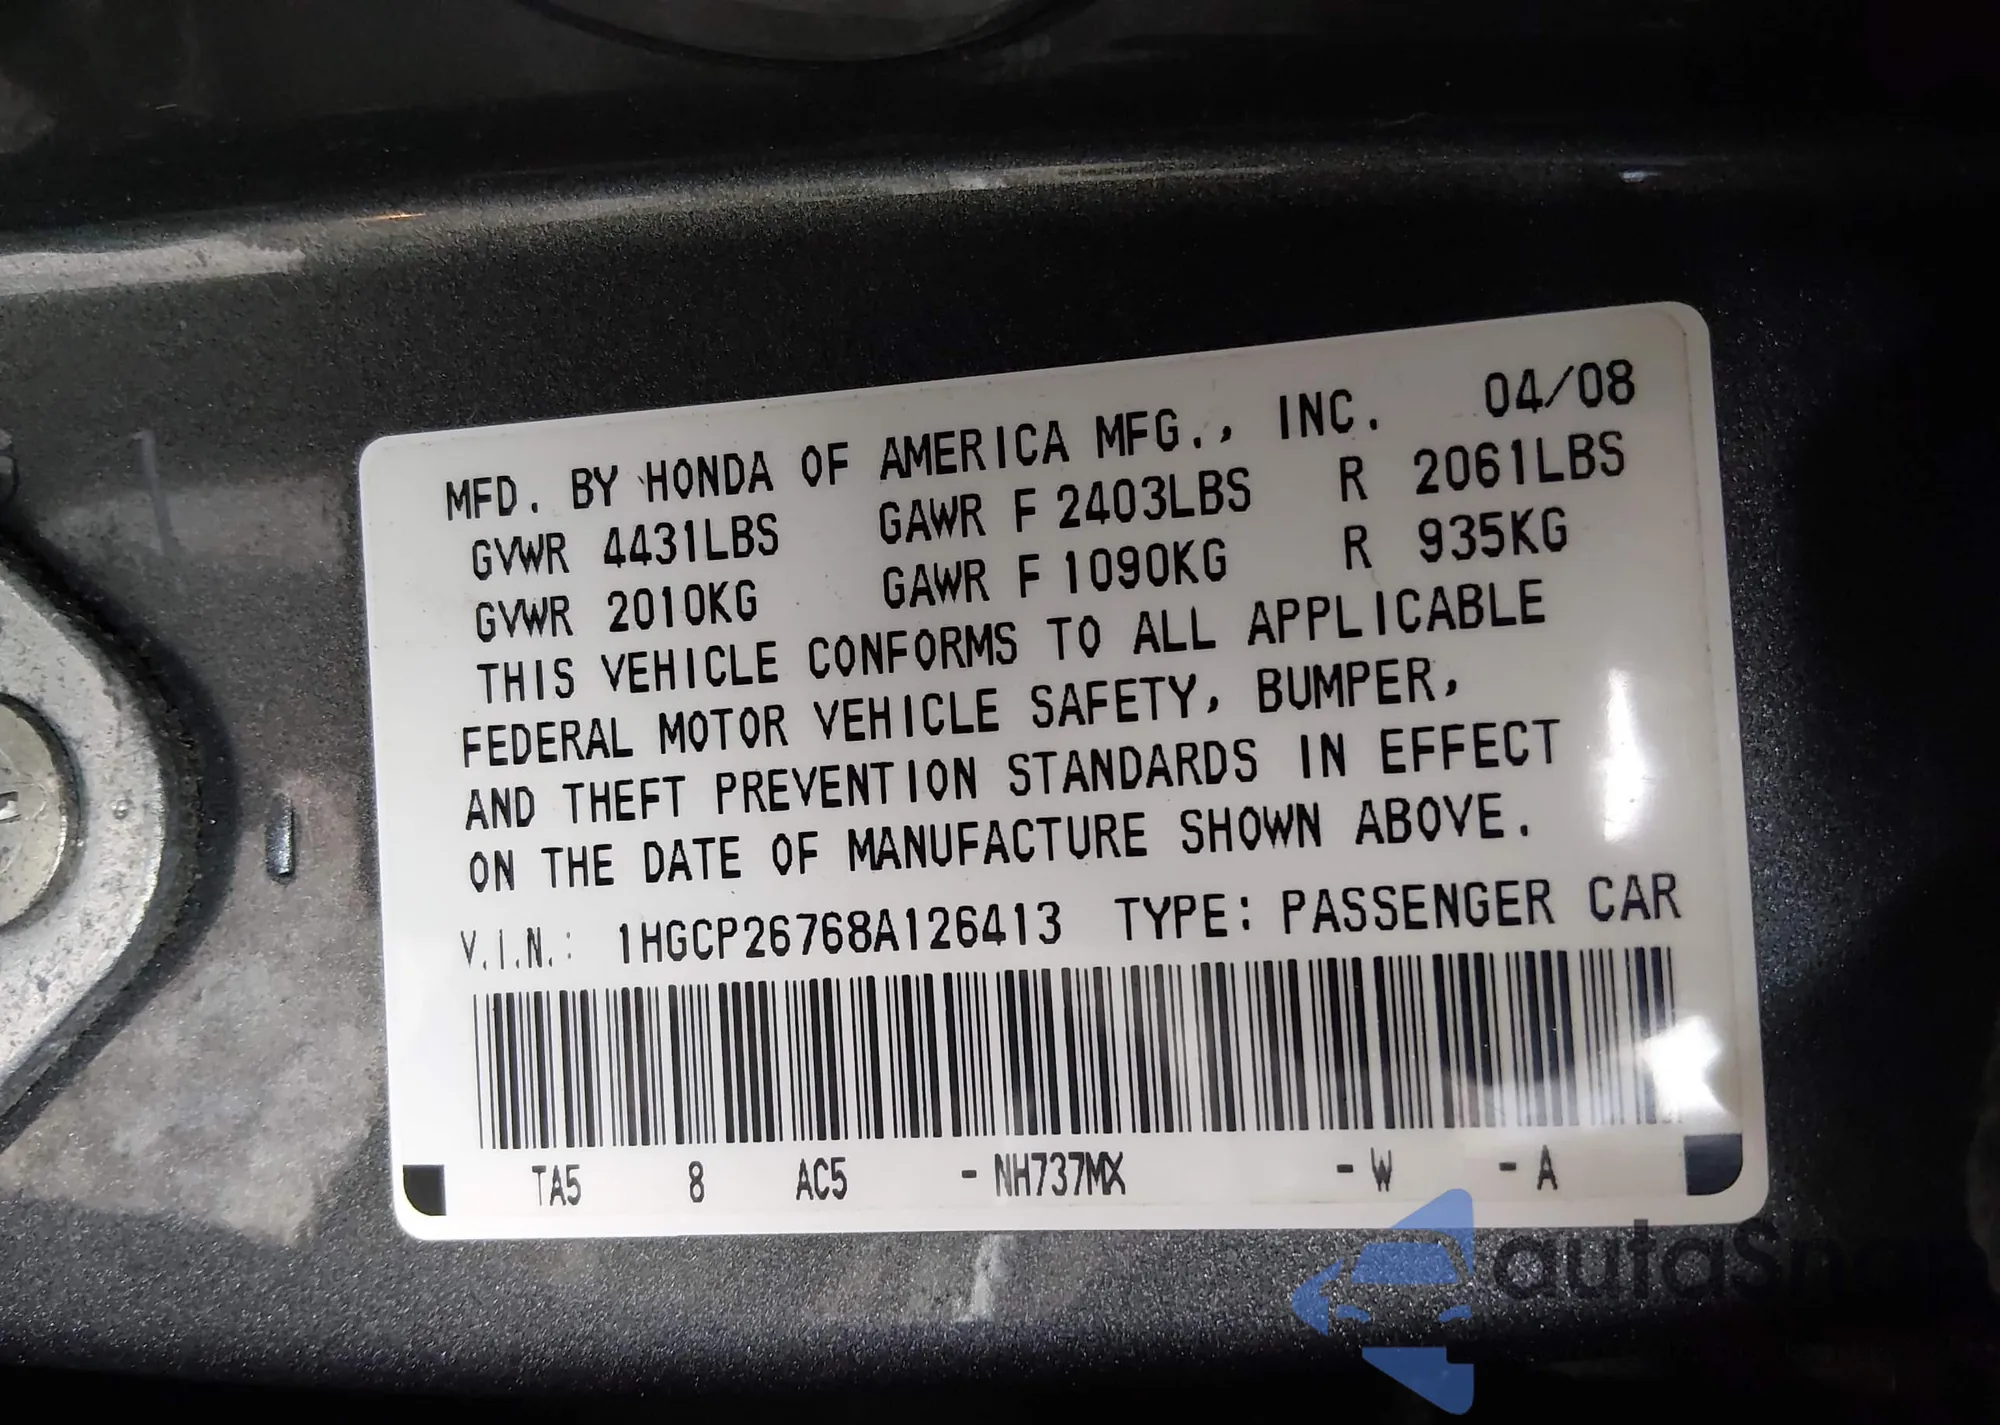 MFD. BY HONDA OF AMERICA MFG., INC. 04/08
GVWR 4431LBS GAWR F 2403LBS R 2061LBS
GVWR 2010KG GAWR F 1090KG R 935KG
THIS VEHICLE CONFORMS TO ALL APPLICABLE
FEDERAL MOTOR VEHICLE SAFETY, BUMPER,
AND THEFT PREVENTION STANDARDS IN EFFECT
ON THE DATE OF MANUFACTURE SHOWN ABOVE.
V.I.N.: 1HGCP26768A126413 TYPE: PASSENGER CAR
TA5 8 AC5 -NH737MX -W -A